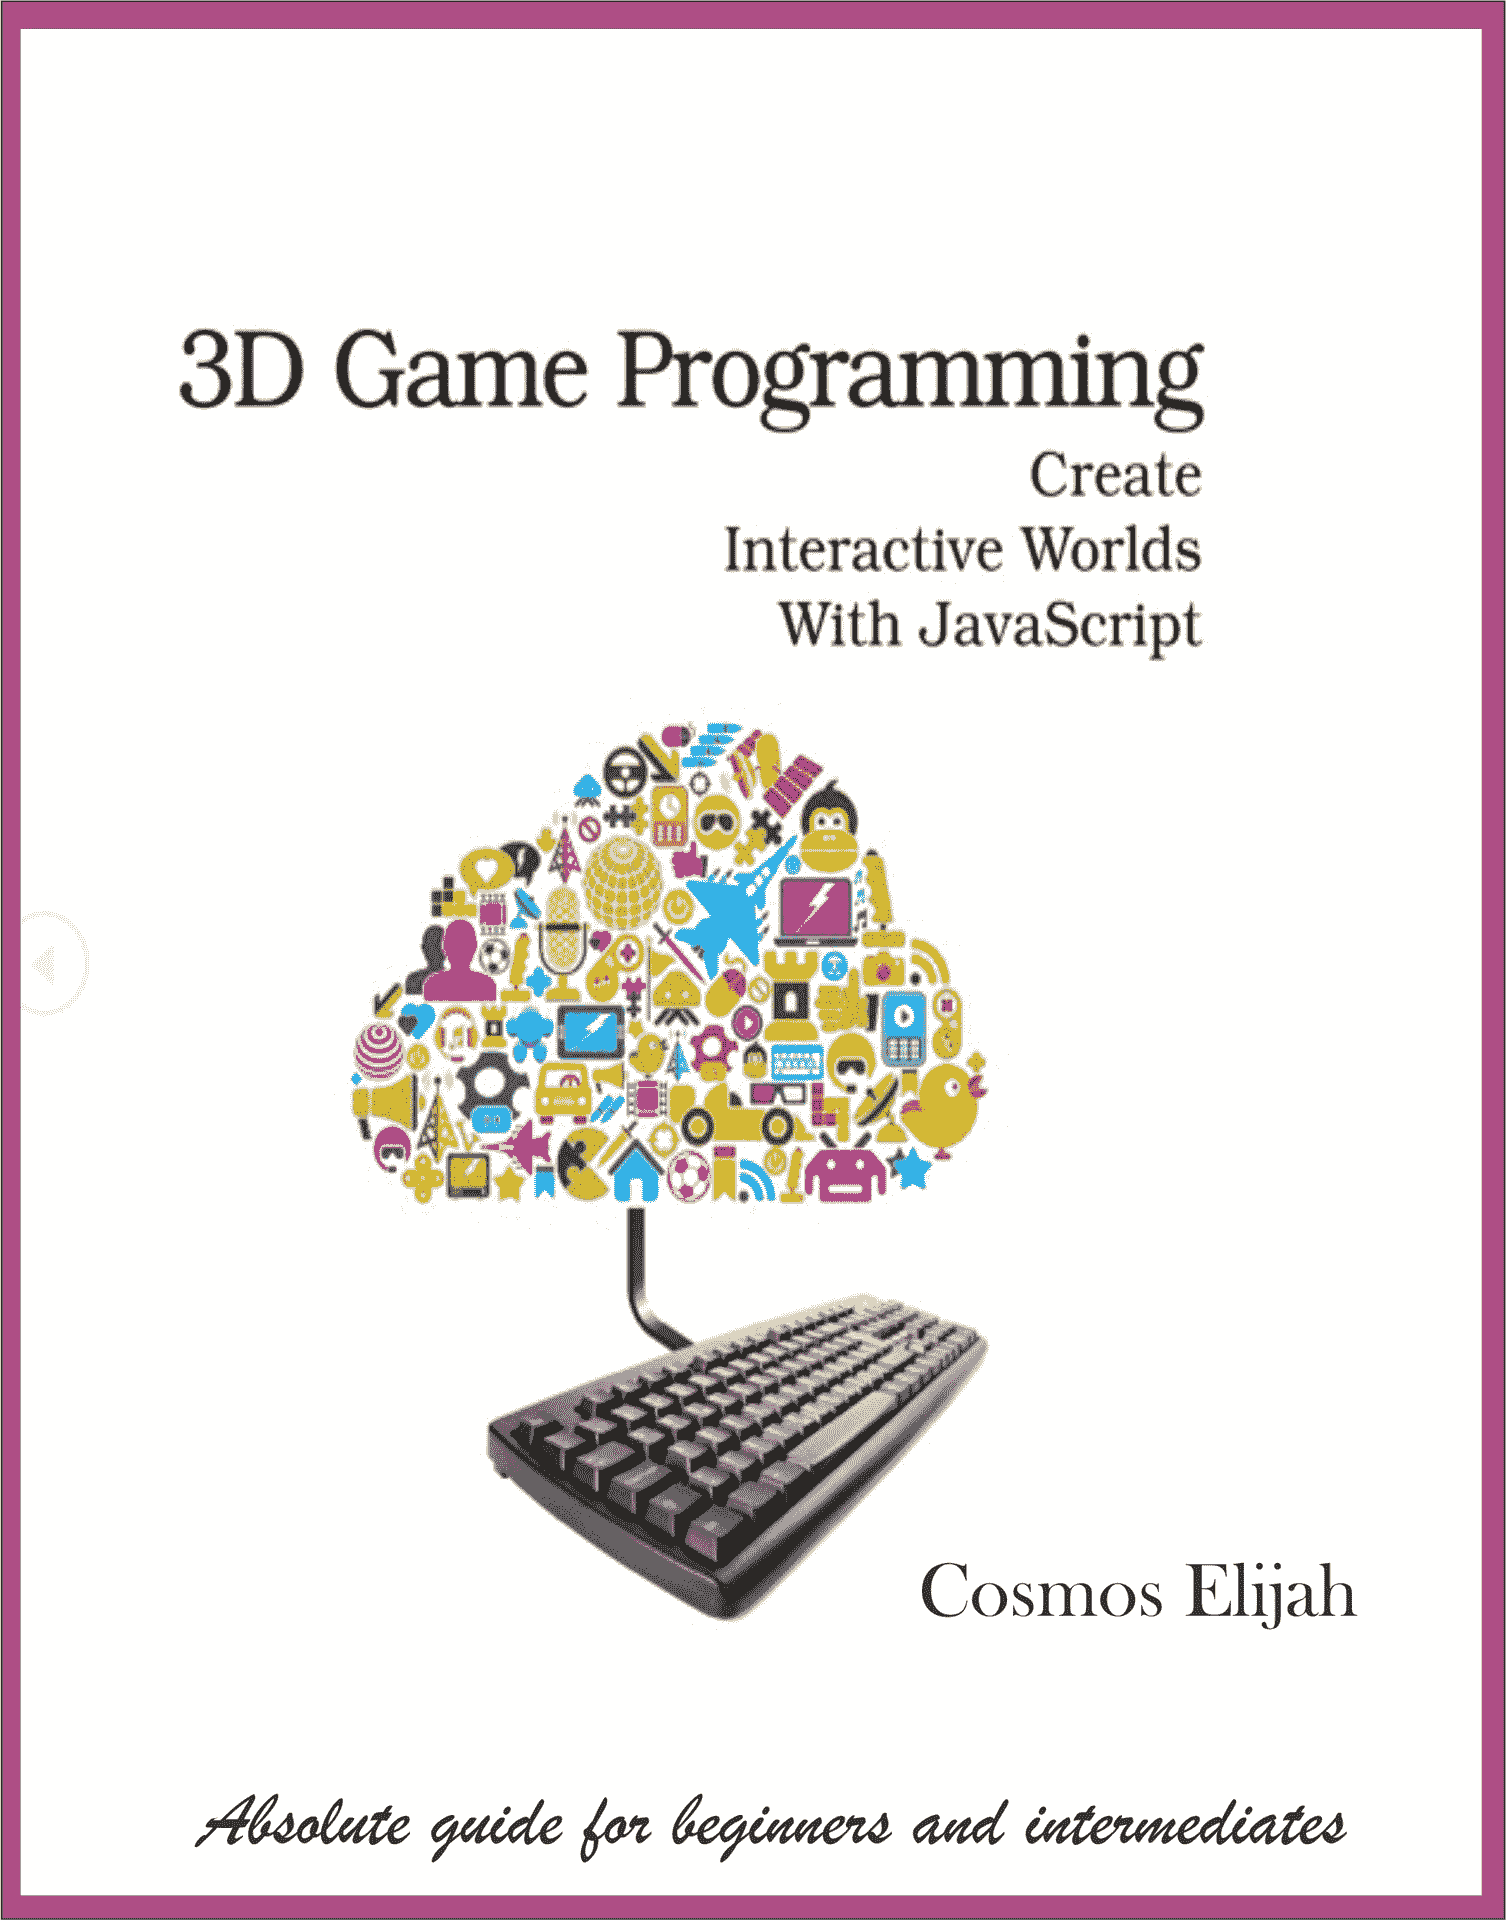 3D Game Programming
Create
Interactive Worlds
With JavaScript
Cosmos Elijah
Absolute guide for beginners and intermediates